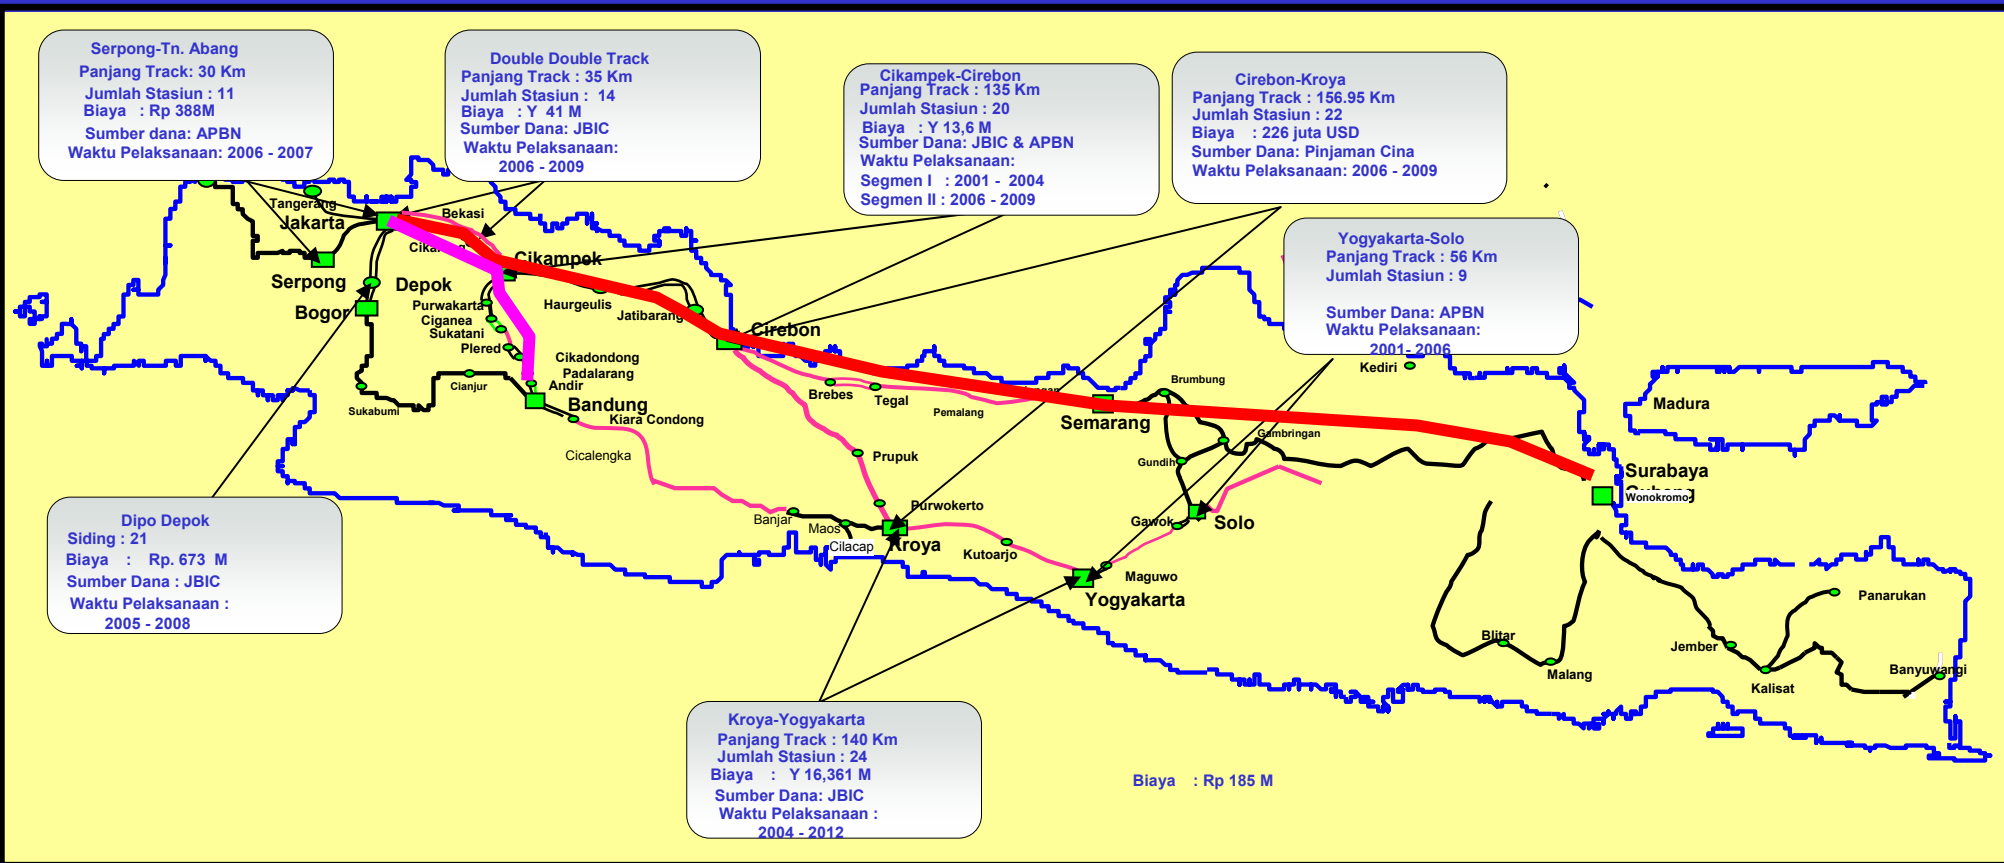 Serpong-Tn. Abang
Panjang Track: 30 Km
Jumlah Stasiun : 11
Biaya : Rp 388M
Sumber dana: APBN
Waktu Pelaksanaan: 2006 - 2007
Double Double Track
Panjang Track : 35 Km
Jumlah Stasiun : 14
Biaya : Y 41 M
Sumber Dana: JBIC
Waktu Pelaksanaan:
2006 - 2009
Cikampek-Cirebon
Panjang Track : 135 Km
Jumlah Stasiun : 20
Biaya : Y 13,6 M
Sumber Dana: JBIC & APBN
Waktu Pelaksanaan:
Segmen I : 2001 - 2004
Segmen II : 2006 - 2009
Cirebon-Kroya
Panjang Track : 156.95 Km
Jumlah Stasiun : 22
Biaya : 226 juta USD
Sumber Dana: Pinjaman Cina
Waktu Pelaksanaan: 2006 - 2009
Yogyakarta-Solo
Panjang Track : 56 Km
Jumlah Stasiun : 9
Sumber Dana: APBN
Waktu Pelaksanaan:
2001- 2006
Tangerang
Jakarta
Bekasi
Serpong
Depok
Bogor
Cikampek
Purwakarta
Ciganea
Sukatani
Plered
Haurgeulis
Jatibarang
Cirebon
Cikadondong
Padalarang
Andir
Bandung
Kiara Condong
Cianjur
Sukabumi
Cicalengka
Brebes
Tegal
Pemalang
Semarang
Brumbung
Gambringan
Gundih
Kediri
Madura
Surabaya
Wonokromo
Prupuk
Purwokerto
Banjar
Maos
Cilacap
Kroya
Kutoarjo
Gawok
Solo
Maguwo
Yogyakarta
Blitar
Malang
Jember
Kalisat
Panarukan
Banyuwangi
Dipo Depok
Siding : 21
Biaya : Rp. 673 M
Sumber Dana : JBIC
Waktu Pelaksanaan :
2005 - 2008
Kroya-Yogyakarta
Panjang Track : 140 Km
Jumlah Stasiun : 24
Biaya : Y 16,361 M
Sumber Dana: JBIC
Waktu Pelaksanaan :
2004 - 2012
Biaya : Rp 185 M